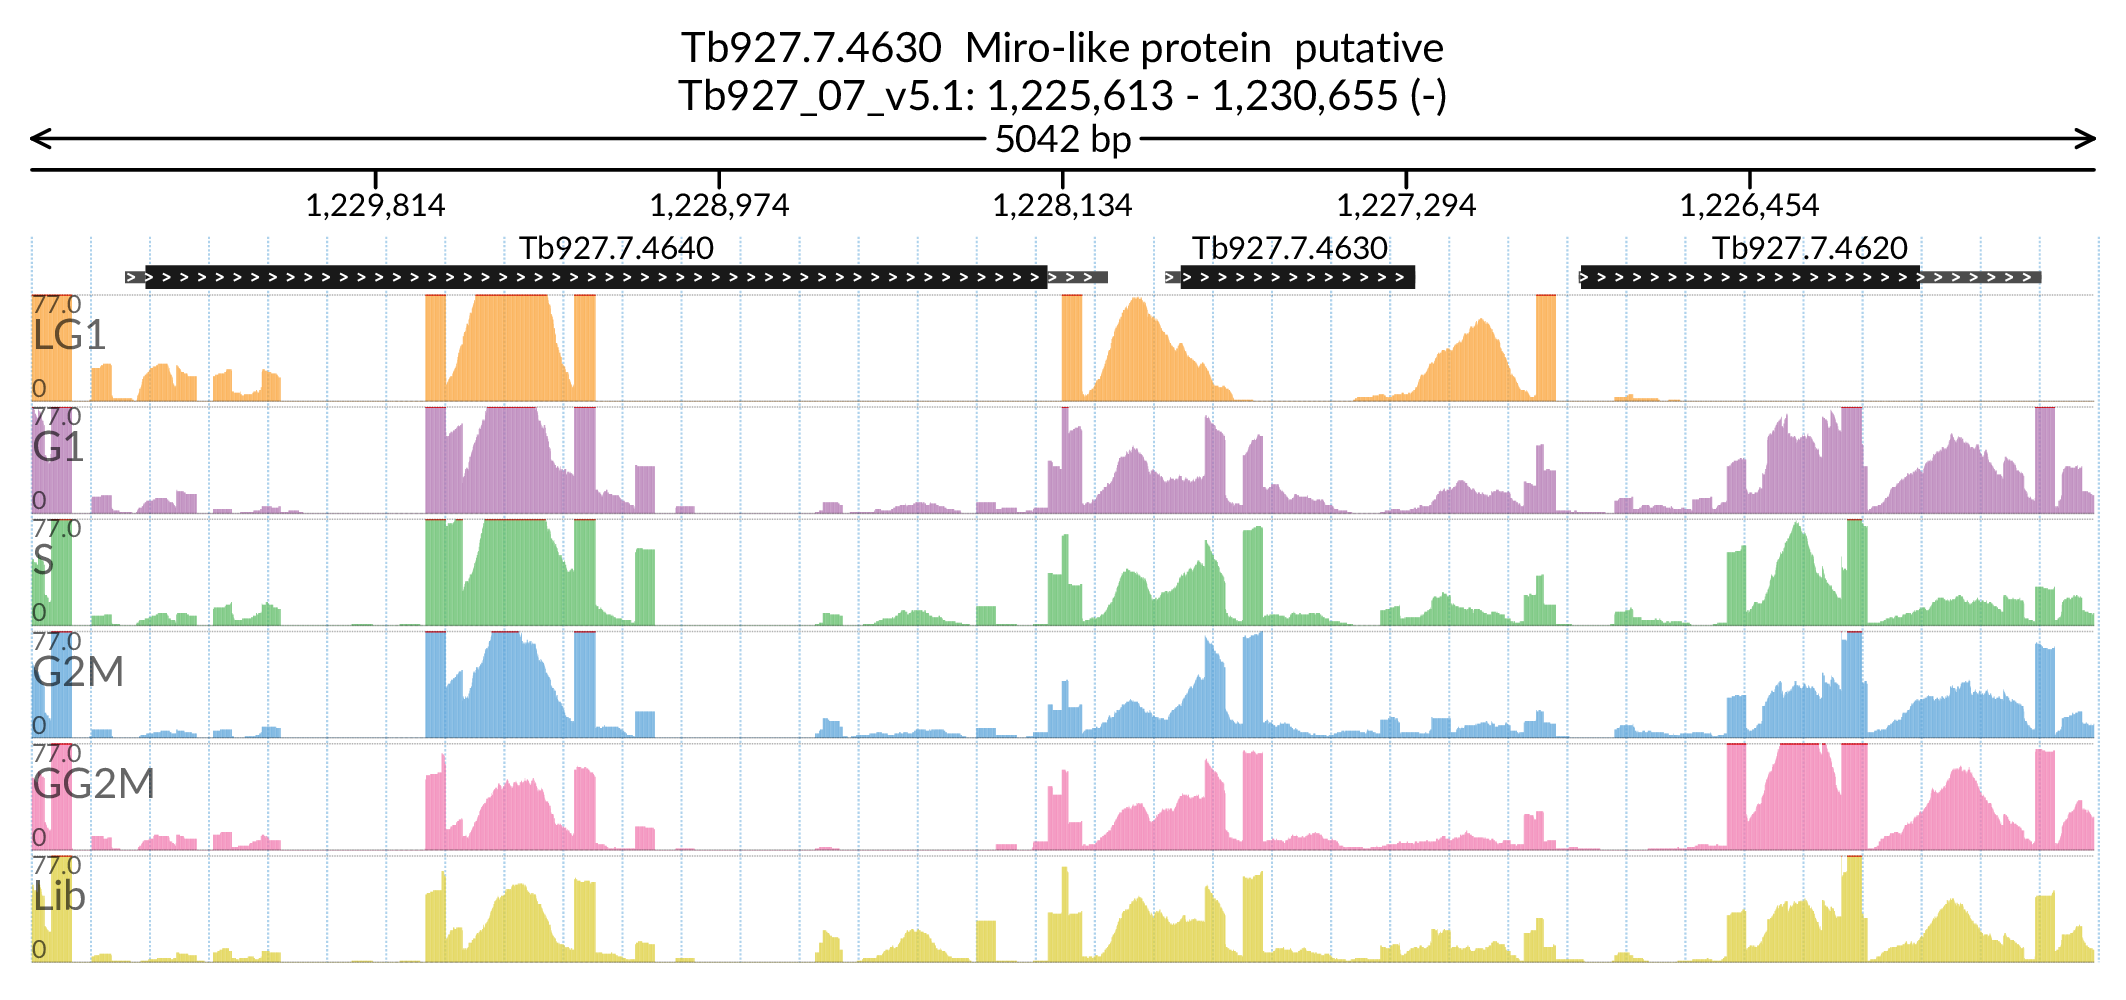 Tb927.7.4630  Miro-like protein  putative
Tb927_07_v5.1: 1,225,613 - 1,230,655 (-)
5042 bp
1,229,814 1,228,974 1,228,134 1,227,294 1,226,454
Tb927.7.4640 Tb927.7.4630 Tb927.7.4620
77.0
LG1
0
77.0
G1
0
77.0
S
0
77.0
G2M
0
77.0
GG2M
0
77.0
Lib
0